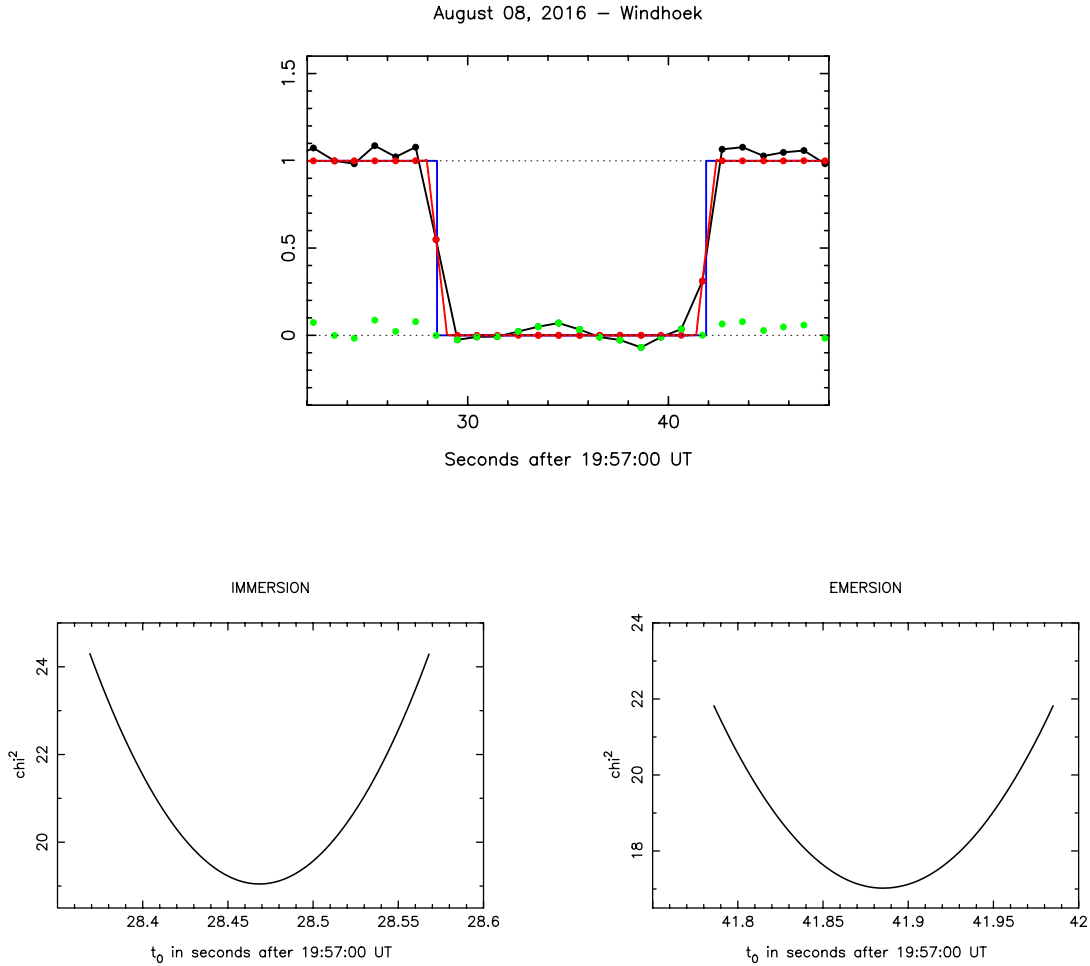 August 08, 2016 – Windhoek
1.5
1
0.5
0
30 40
Seconds after 19:57:00 UT
IMMERSION
24
22
20
chi²
28.4 28.45 28.5 28.55 28.6
t₀ in seconds after 19:57:00 UT
EMERSION
24
22
20
18
chi²
41.8 41.85 41.9 41.95 42
t₀ in seconds after 19:57:00 UT